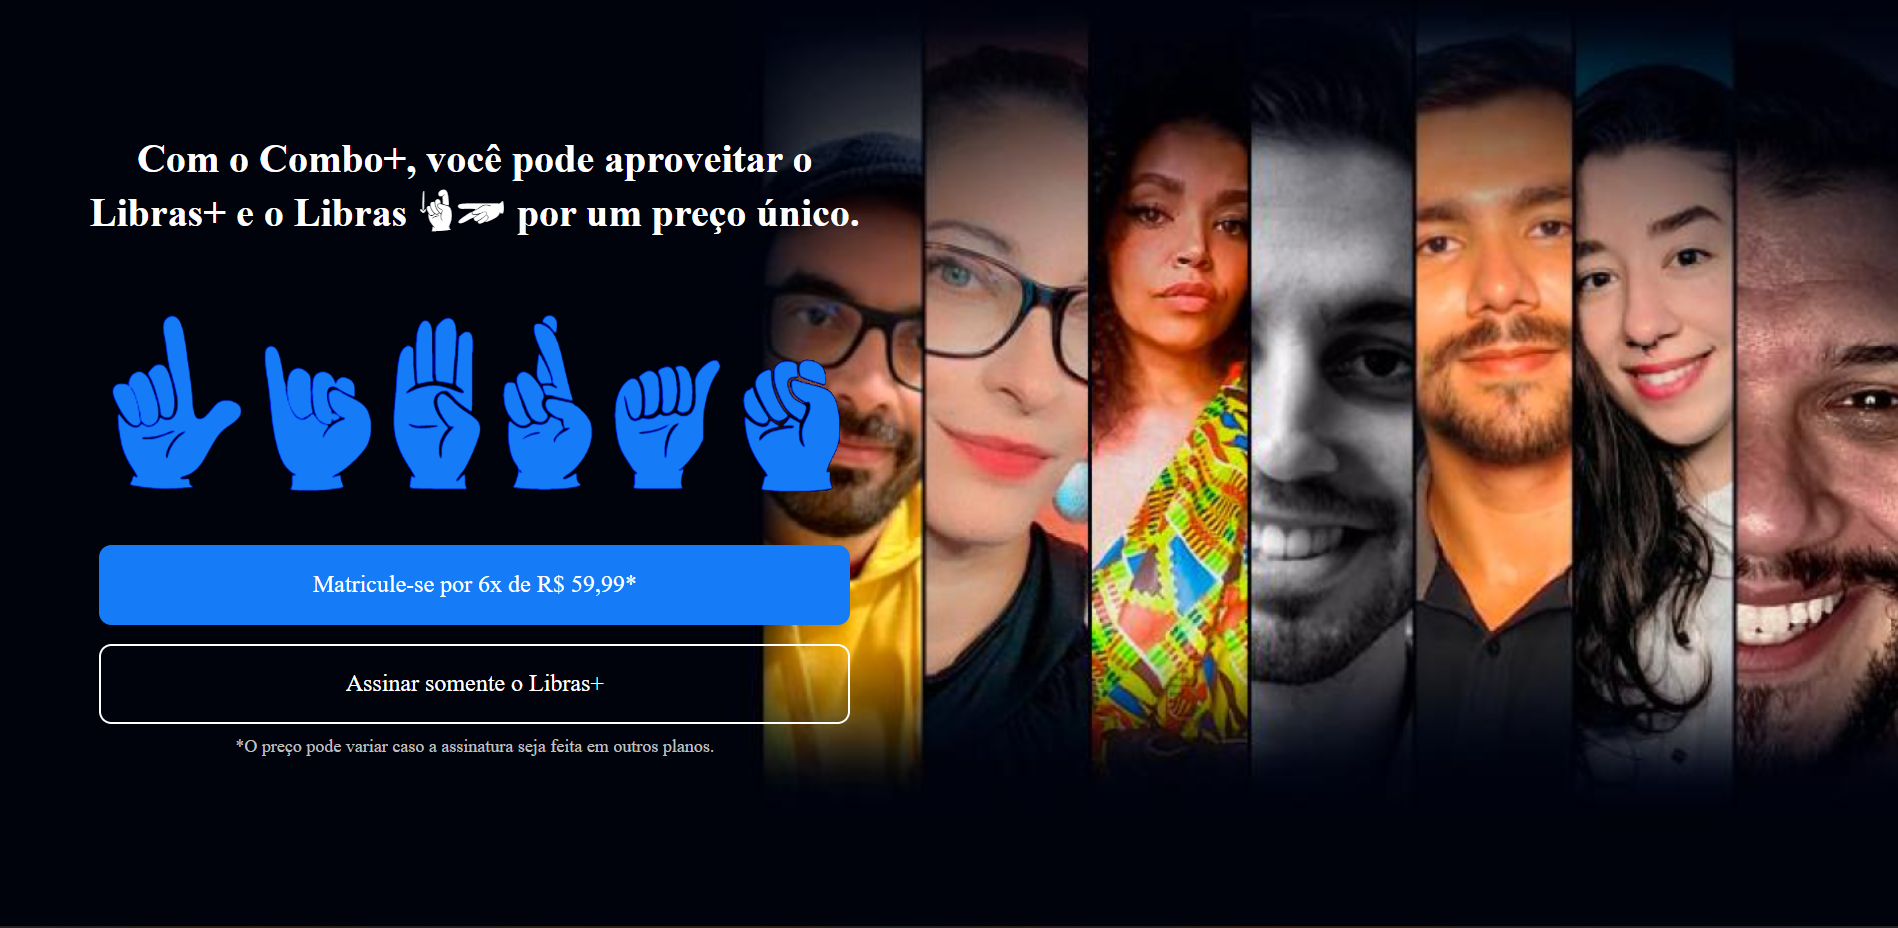 Com o Combo+, você pode aproveitar o
Libras+ e o Libras por um preço único.
Matricule-se por 6x de R$ 59,99*
Assinar somente o Libras+
*O preço pode variar caso a assinatura seja feita em outros planos.